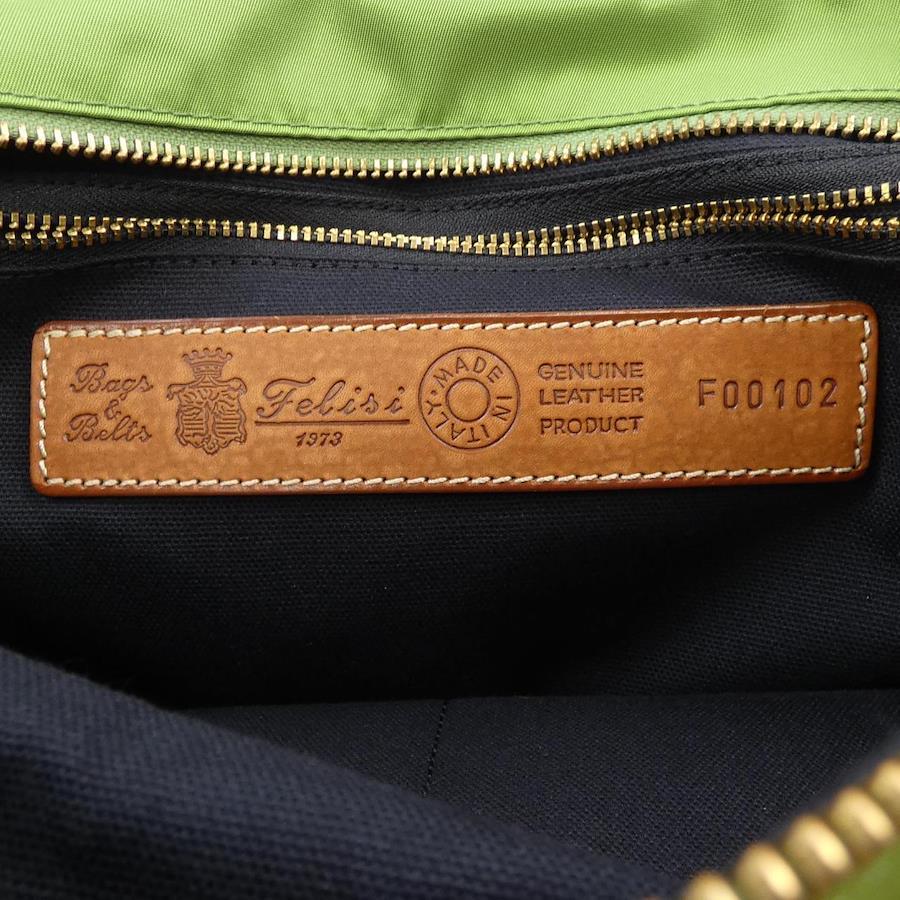 Bags
&
Belts
Felisi
1973
MADE IN ITALY
GENUINE
LEATHER
PRODUCT
F00102